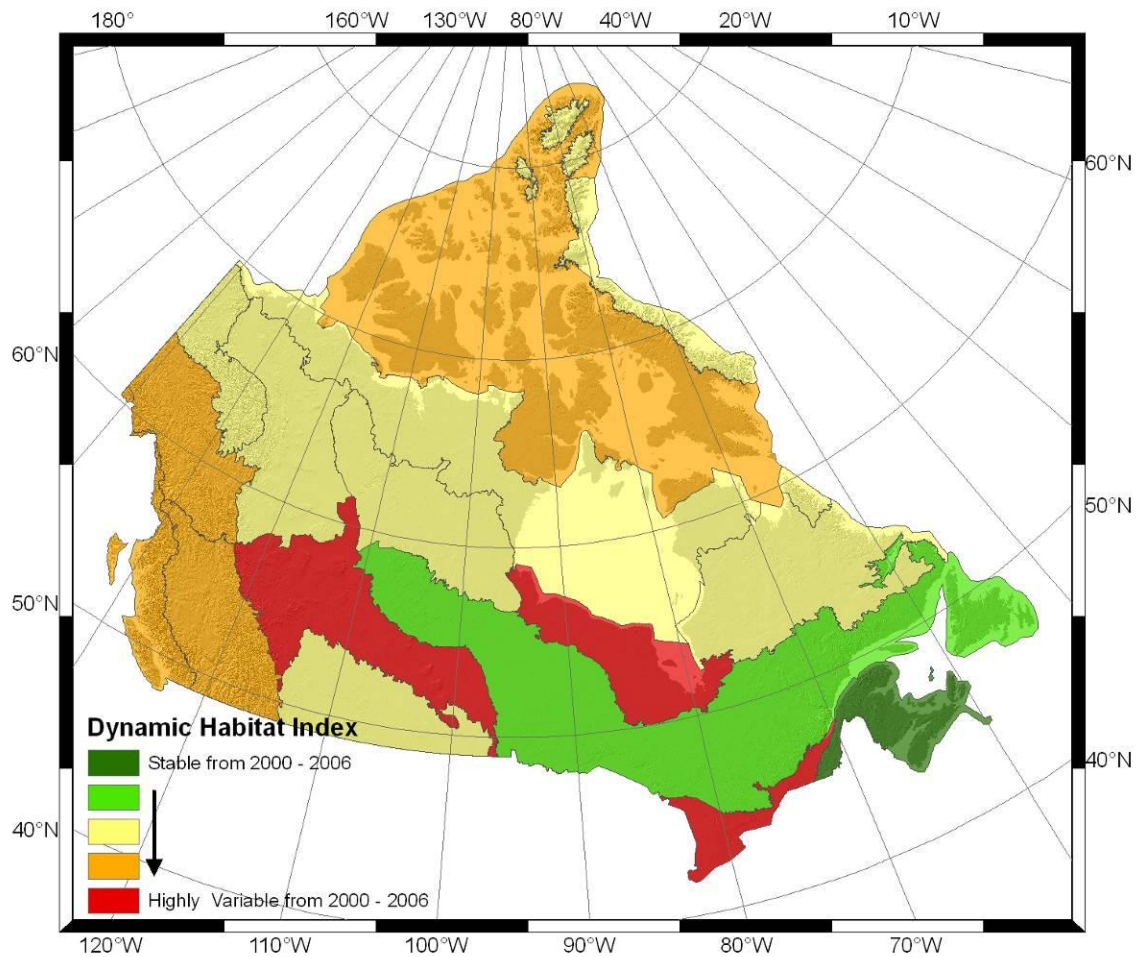 180° 160°W 130°W 80°W 40°W 20°W 10°W
60°N
60°N
50°N
50°N
40°N
40°N
Dynamic Habitat Index
Stable from 2000 - 2006
Highly Variable from 2000 - 2006
120°W 110°W 100°W 90°W 80°W 70°W